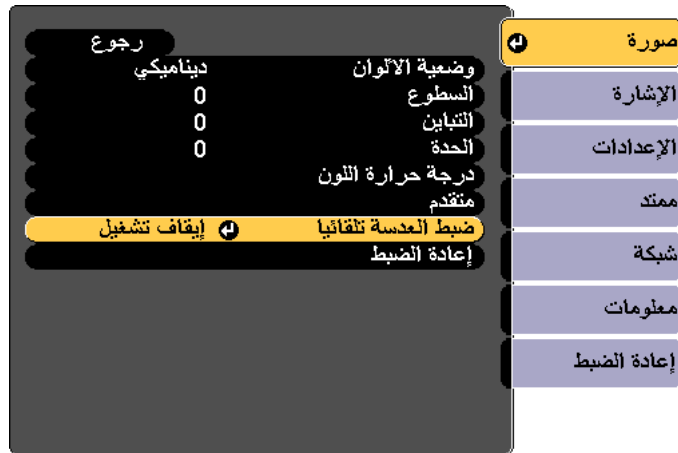 صورة
الإشارة
الإعدادات
ممتد
شبكة
معلومات
إعادة الضبط
رجوع
وضعية الألوان ديناميكي
السطوع 0
التباين 0
الحدة 0
درجة حرارة اللون
متقدم
ضبط العدسة تلقائيا إيقاف تشغيل
إعادة الضبط